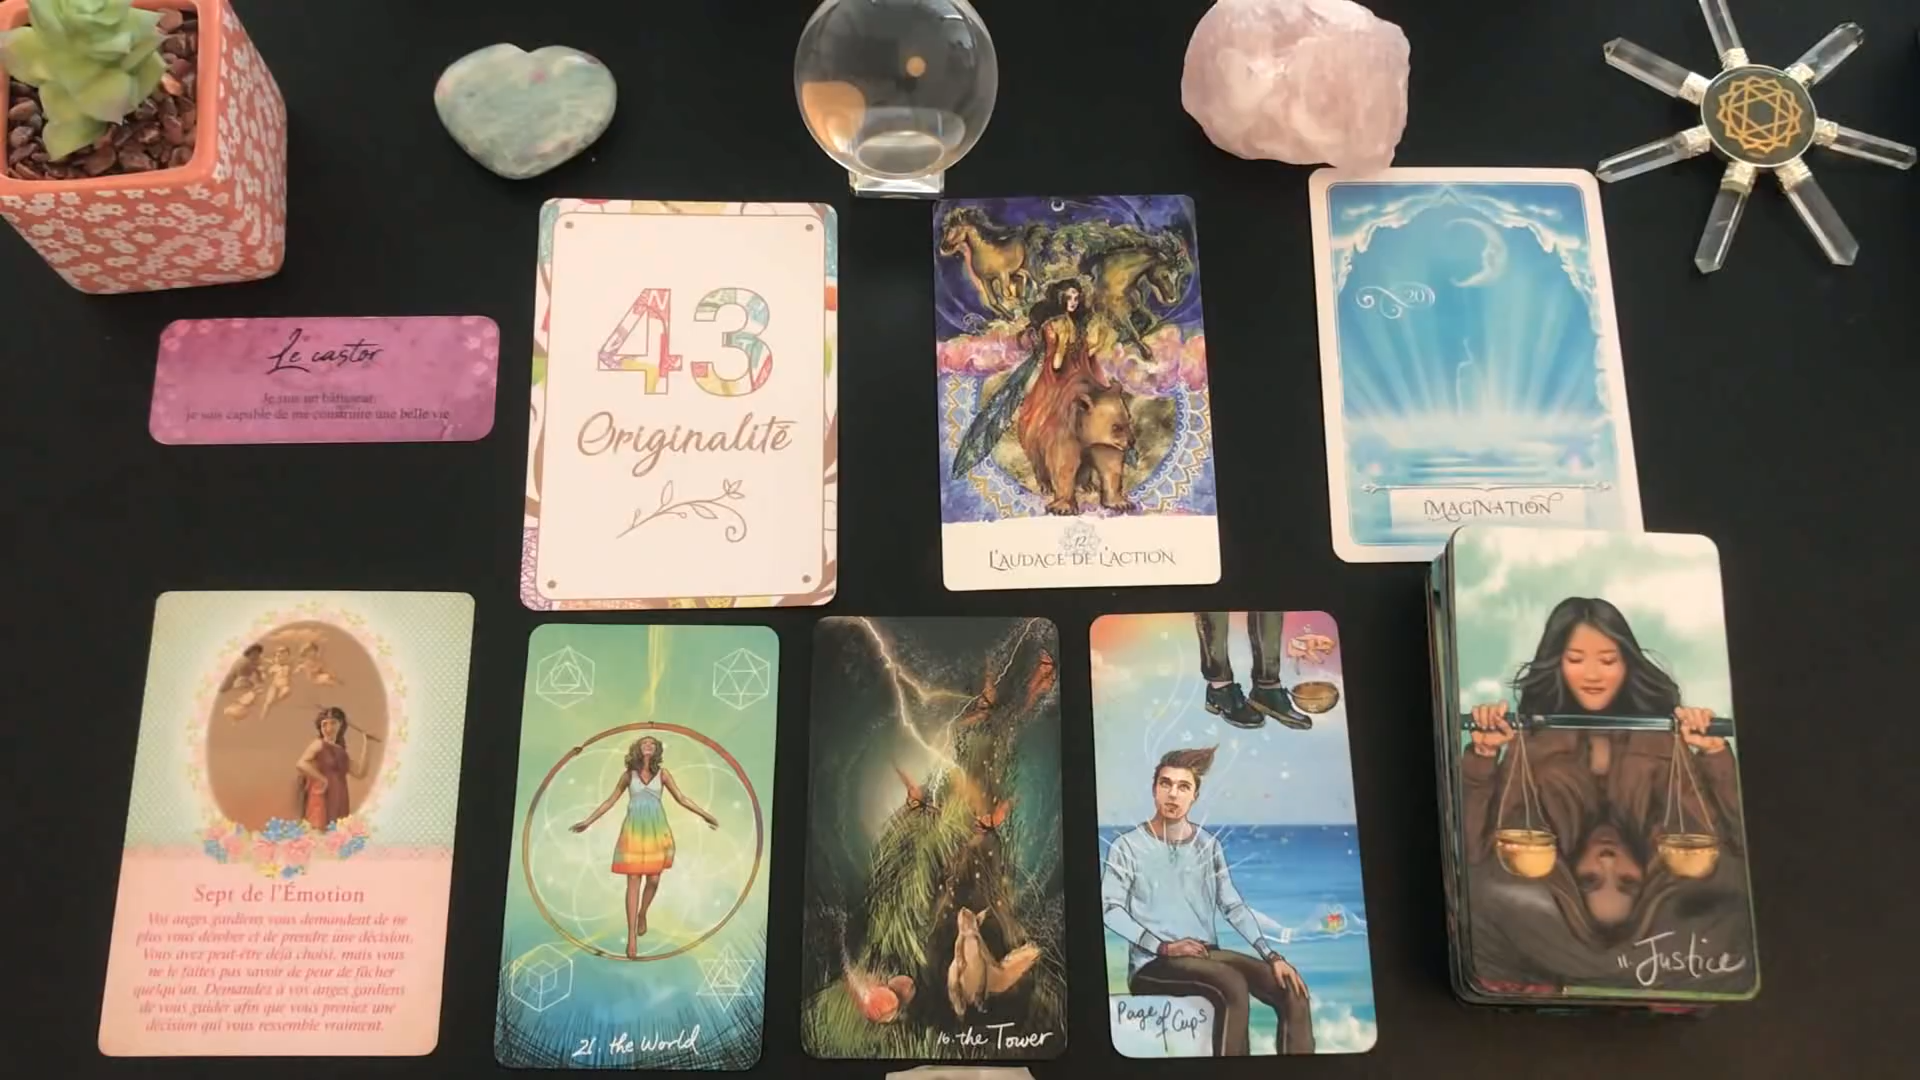 Le castor
Je suis un bâtisseur,
je suis capable de me construire une belle vie
43
Originalité
12
L'AUDACE DE L'ACTION
20
IMAGINATION
Sept de l'Émotion
Vos anges gardiens vous demandent de ne
plus vous dérober et de prendre une décision.
Vous avez peut-être déjà choisi, mais vous
ne le faites pas savoir de peur de fâcher
quelqu'un. Demandez à vos anges gardiens
de vous guider afin que vous preniez une
décision qui vous ressemble vraiment.
21. the World
16. the Tower
Page
of
Cups
11. Justice